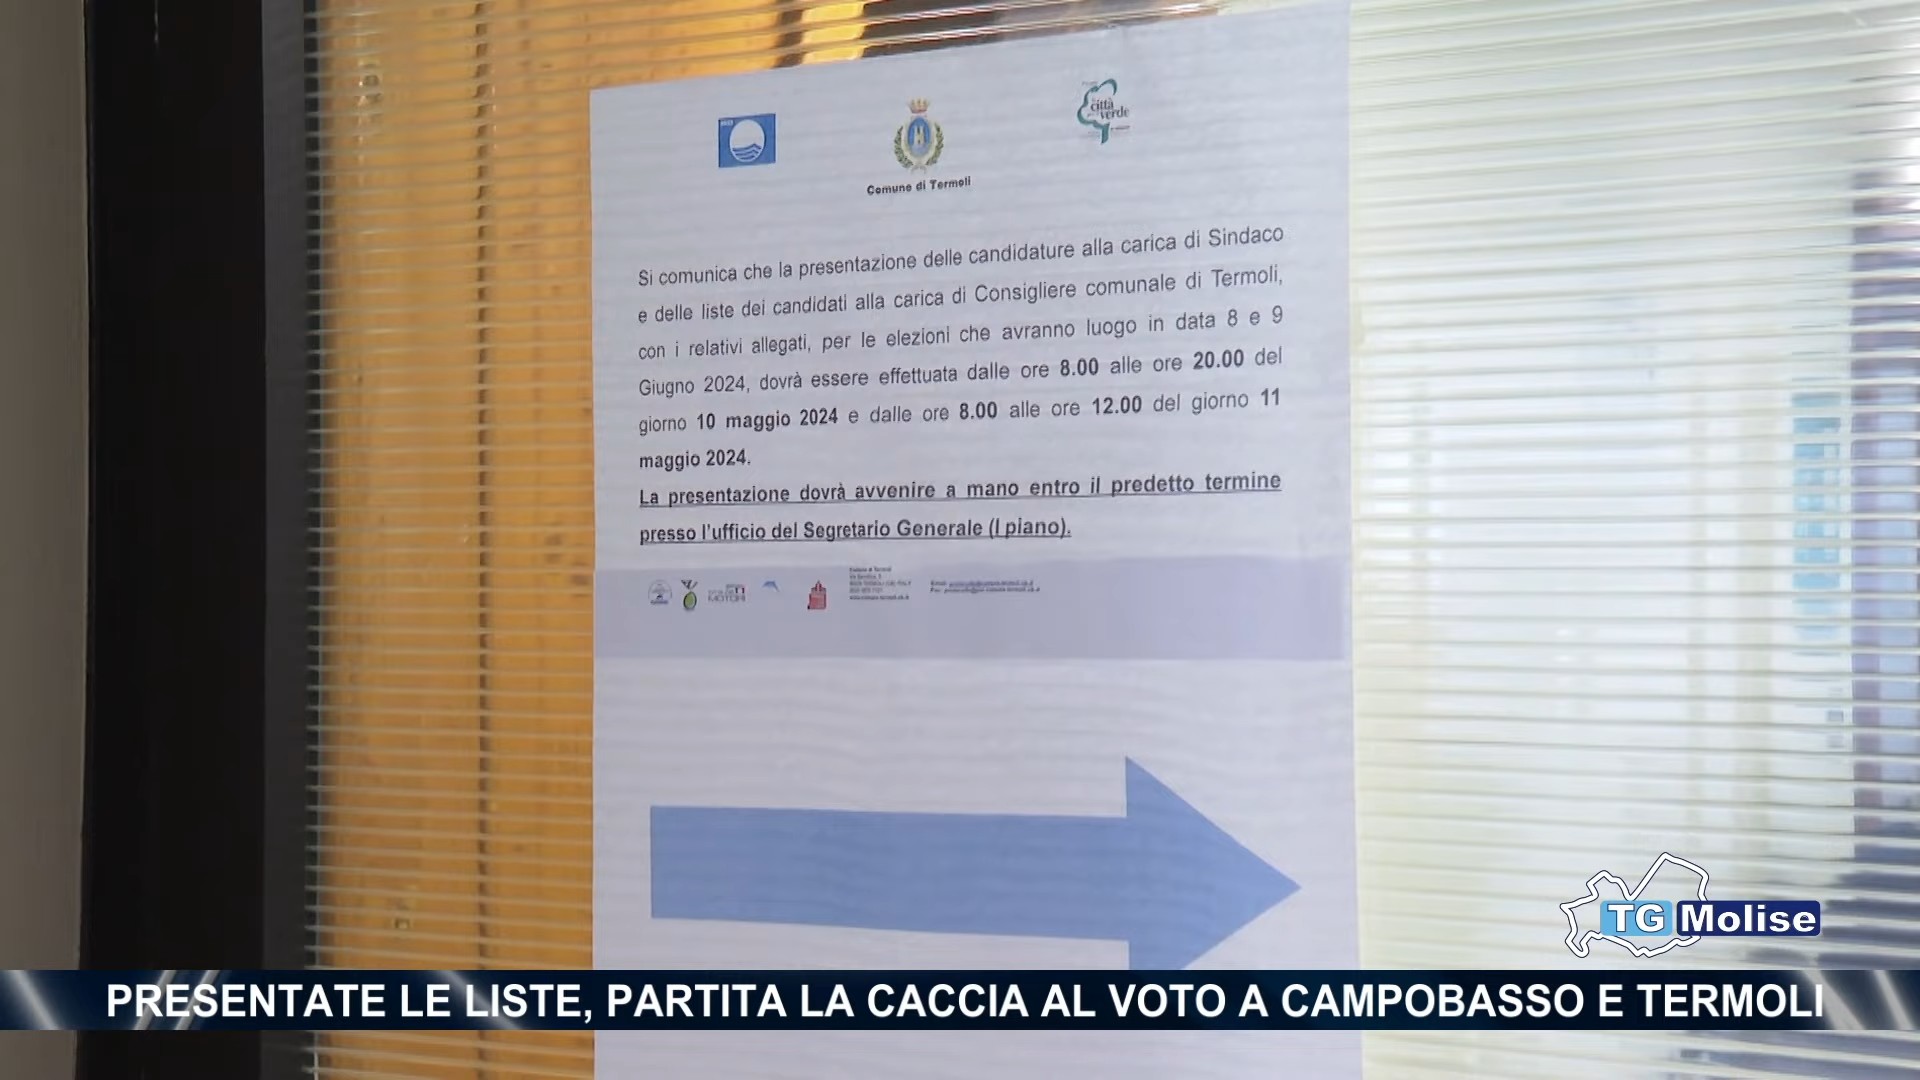 città
verde
Comune di Termoli
Si comunica che la presentazione delle candidature alla carica di Sindaco
e delle liste dei candidati alla carica di Consigliere comunale di Termoli,
con i relativi allegati, per le elezioni che avranno luogo in data 8 e 9
Giugno 2024, dovrà essere effettuata dalle ore 8.00 alle ore 20.00 del
giorno 10 maggio 2024 e dalle ore 8.00 alle ore 12.00 del giorno 11
maggio 2024.
La presentazione dovrà avvenire a mano entro il predetto termine
presso l'ufficio del Segretario Generale (I piano).
MOTORI
TG Molise
PRESENTATE LE LISTE, PARTITA LA CACCIA AL VOTO A CAMPOBASSO E TERMOLI